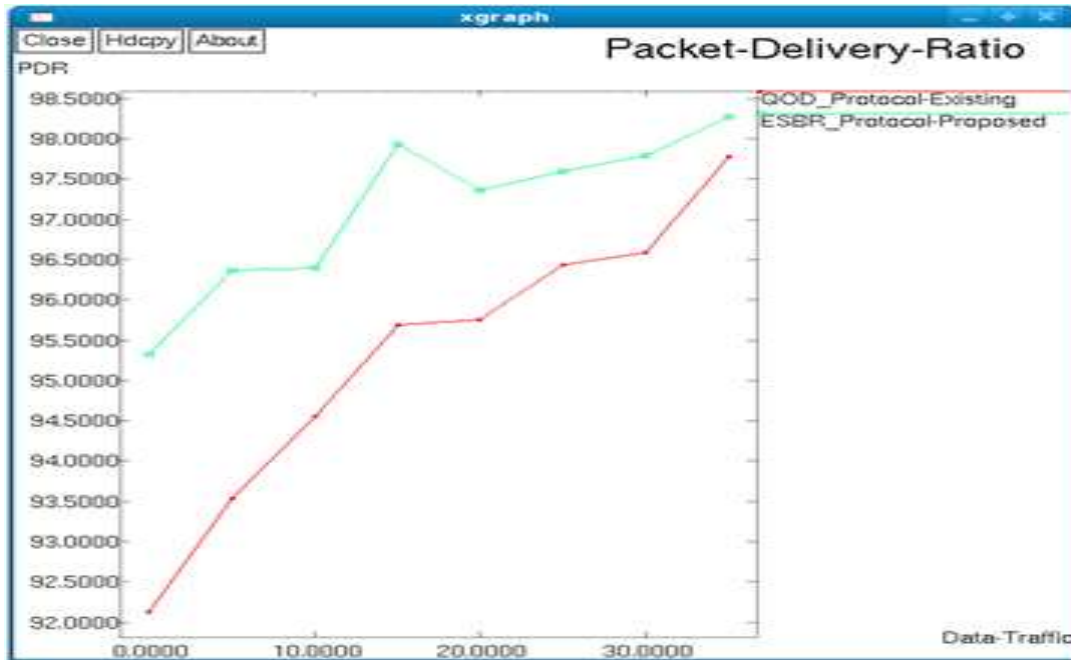 xgraph
Close Hdcpy About
Packet-Delivery-Ratio
PDR
98.5000
QOD_Protocol-Existing
ESBR_Protocol-Proposed
98.0000
97.5000
97.0000
96.5000
96.0000
95.5000
95.0000
94.5000
94.0000
93.5000
93.0000
92.5000
92.0000
Data-Traffic
0.0000 10.0000 20.0000 30.0000